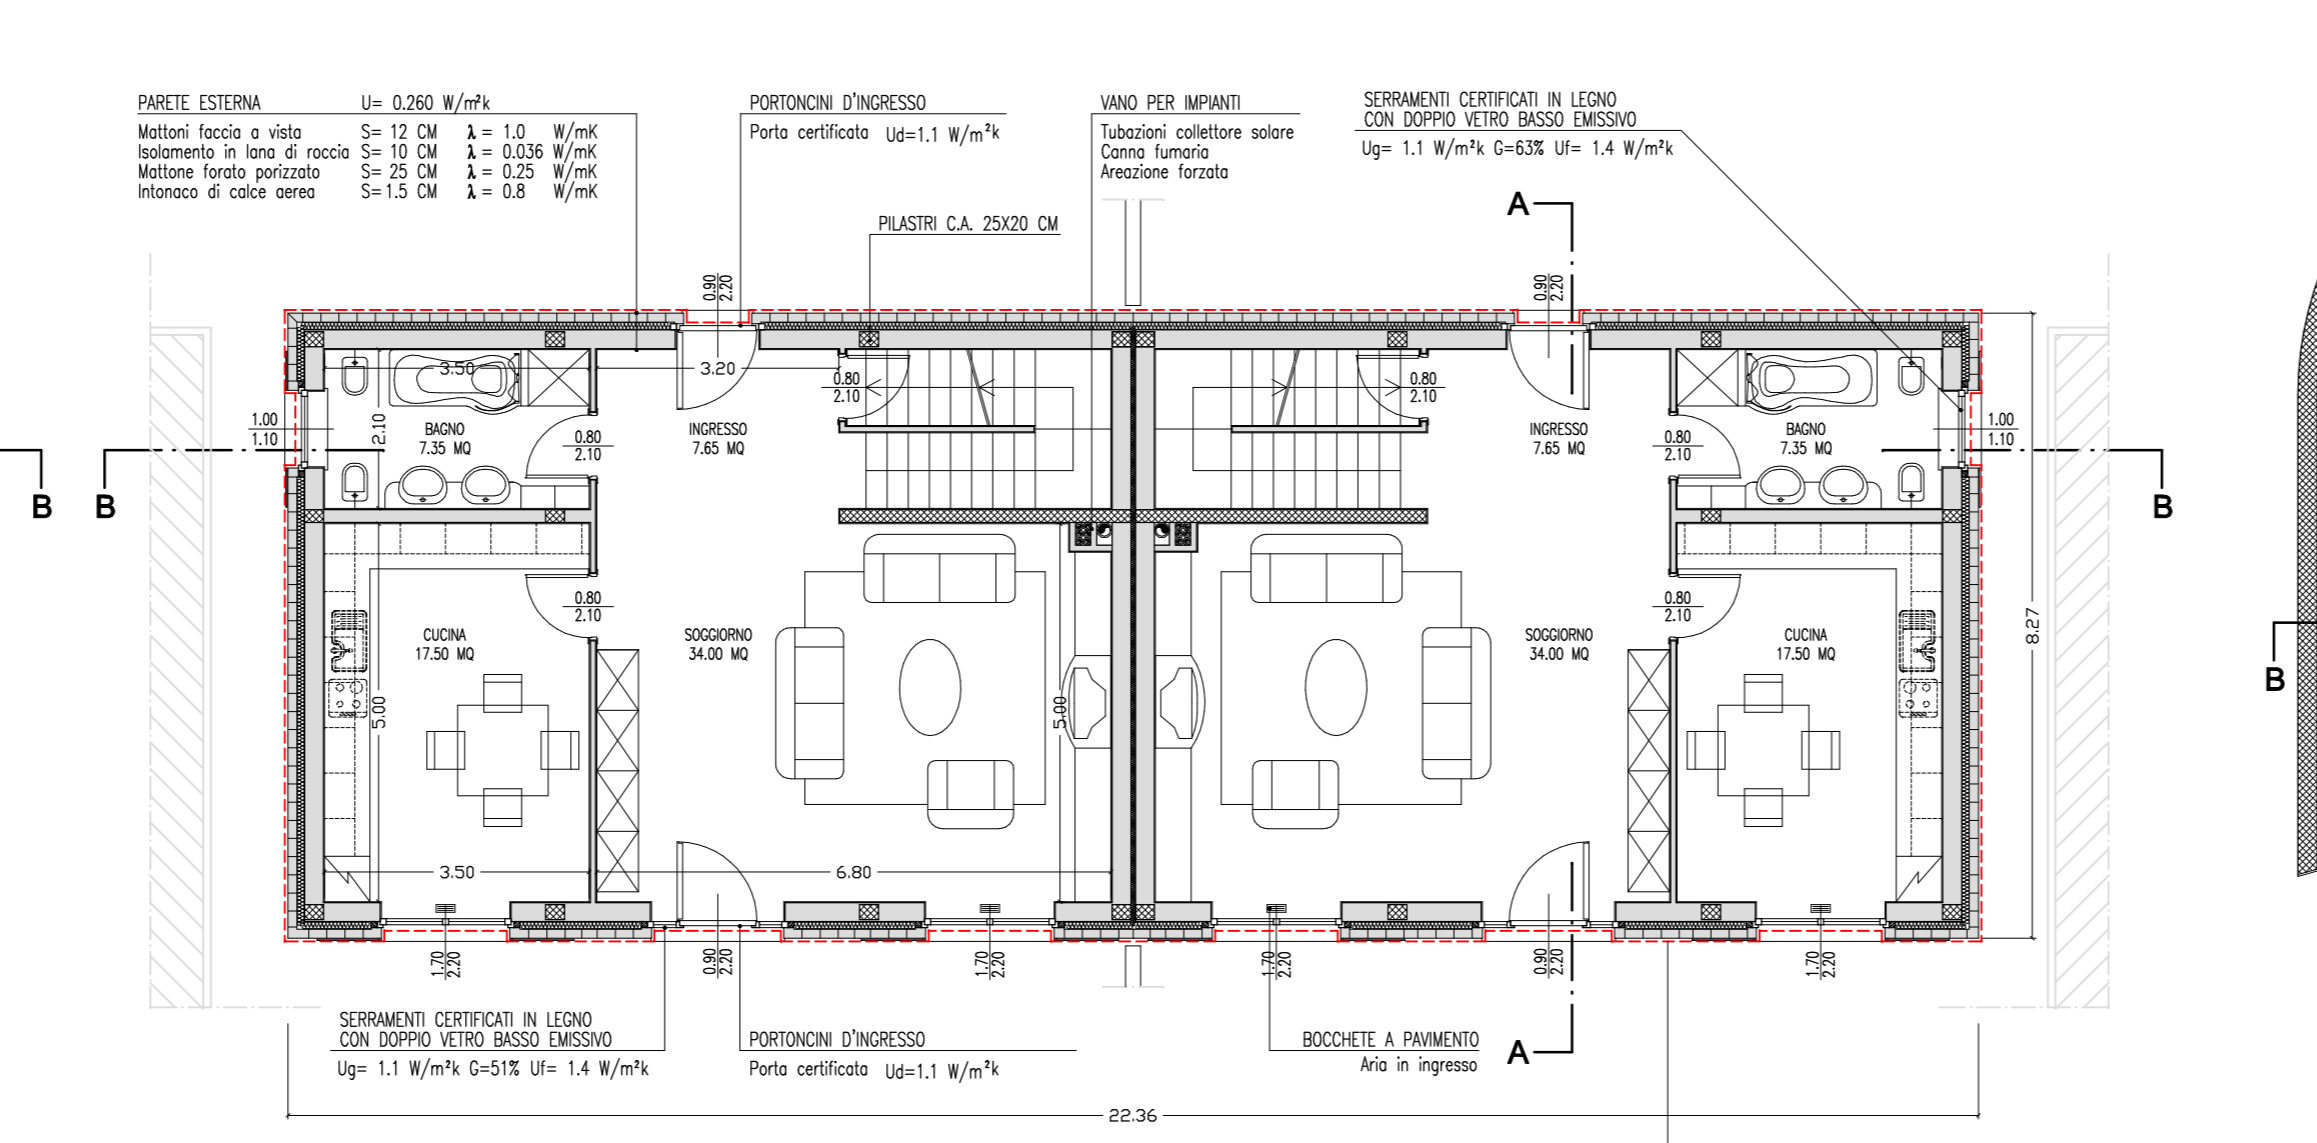 PARETE ESTERNA U= 0.260 W/m²k
Mattoni faccia a vista S= 12 CM λ = 1.0 W/mK
Isolamento in lana di roccia S= 10 CM λ = 0.036 W/mK
Mattone forato porizzato S= 25 CM λ = 0.25 W/mK
Intonaco di calce aerea S= 1.5 CM λ = 0.8 W/mK
PORTONCINI D'INGRESSO
Porta certificata Ud=1.1 W/m²k
VANO PER IMPIANTI
Tubazioni collettore solare
Canna fumaria
Areazione forzata
SERRAMENTI CERTIFICATI IN LEGNO
CON DOPPIO VETRO BASSO EMISSIVO
Ug= 1.1 W/m²k G=63% Uf= 1.4 W/m²k
A
PILASTRI C.A. 25X20 CM
0.90
2.20
0.90
2.20
3.50
3.20
0.80
2.10
0.80
2.10
1.00
1.10
2.10
BAGNO
7.35 MQ
0.80
2.10
INGRESSO
7.65 MQ
INGRESSO
7.65 MQ
0.80
2.10
BAGNO
7.35 MQ
1.00
1.10
B
B
B
0.80
2.10
0.80
2.10
CUCINA
17.50 MQ
SOGGIORNO
34.00 MQ
SOGGIORNO
34.00 MQ
CUCINA
17.50 MQ
8.27
B
5.00
5.00
3.50
6.80
1.70
2.20
0.90
2.20
1.70
2.20
1.70
2.20
0.90
2.20
1.70
2.20
SERRAMENTI CERTIFICATI IN LEGNO
CON DOPPIO VETRO BASSO EMISSIVO
Ug= 1.1 W/m²k G=51% Uf= 1.4 W/m²k
PORTONCINI D'INGRESSO
Porta certificata Ud=1.1 W/m²k
BOCCHETE A PAVIMENTO
Aria in ingresso
A
22.36